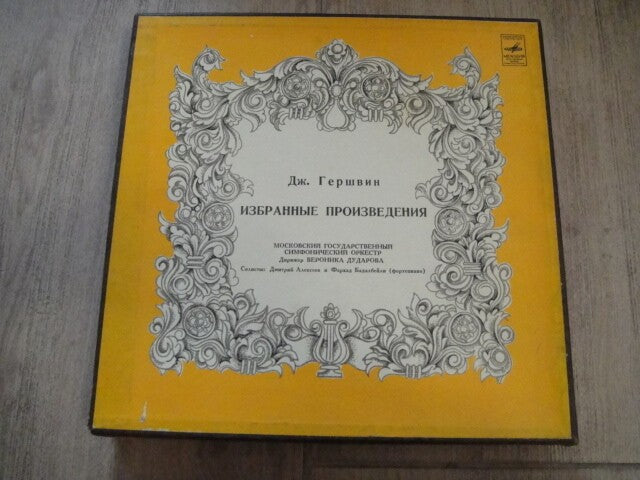 Дж. Гершвин
ИЗБРАННЫЕ ПРОИЗВЕДЕНИЯ
МОСКОВСКИЙ ГОСУДАРСТВЕННЫЙ
СИМФОНИЧЕСКИЙ ОРКЕСТР
Дирижер ВЕРОНИКА ДУДАРОВА
Солисты: Дмитрий Алексеев и Фархад Бадалбейли (фортепиано)